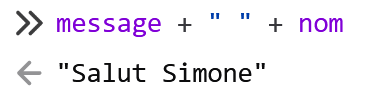 message + " " + nom
"Salut Simone"